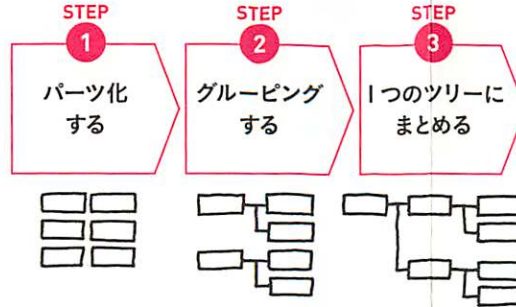 STEP
1
パーツ化
する
STEP
2
グルーピング
する
STEP
3
1つのツリーに
まとめる